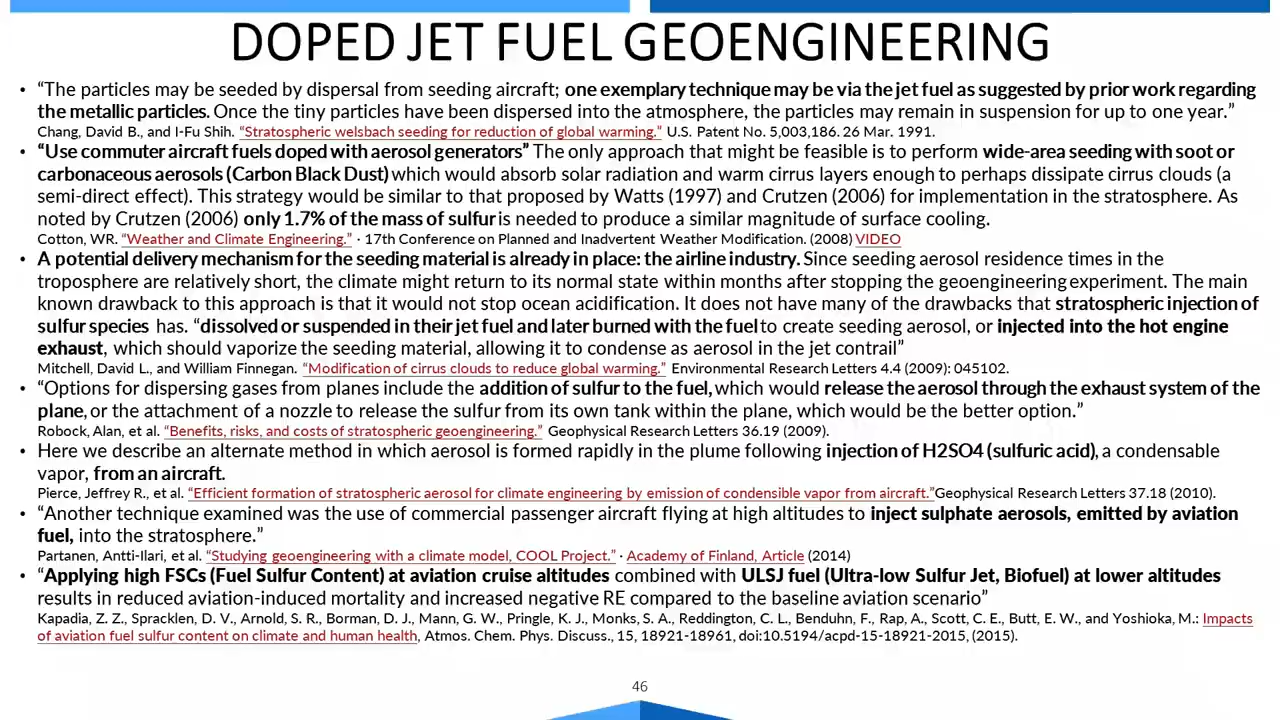 DOPED JET FUEL GEOENGINEERING
• “The particles may be seeded by dispersal from seeding aircraft; one exemplary technique may be via the jet fuel as suggested by prior work regarding
the metallic particles. Once the tiny particles have been dispersed into the atmosphere, the particles may remain in suspension for up to one year.”
Chang, David B., and I-Fu Shih. “Stratospheric welsbach seeding for reduction of global warming.” U.S. Patent No. 5,003,186. 26 Mar. 1991.
• “Use commuter aircraft fuels doped with aerosol generators” The only approach that might be feasible is to perform wide-area seeding with soot or
carbonaceous aerosols (Carbon Black Dust) which would absorb solar radiation and warm cirrus layers enough to perhaps dissipate cirrus clouds (a
semi-direct effect). This strategy would be similar to that proposed by Watts (1997) and Crutzen (2006) for implementation in the stratosphere. As
noted by Crutzen (2006) only 1.7% of the mass of sulfur is needed to produce a similar magnitude of surface cooling.
Cotton, WR. “Weather and Climate Engineering.” · 17th Conference on Planned and Inadvertent Weather Modification. (2008) VIDEO
• A potential delivery mechanism for the seeding material is already in place: the airline industry. Since seeding aerosol residence times in the
troposphere are relatively short, the climate might return to its normal state within months after stopping the geoengineering experiment. The main
known drawback to this approach is that it would not stop ocean acidification. It does not have many of the drawbacks that stratospheric injection of
sulfur species has. “dissolved or suspended in their jet fuel and later burned with the fuel to create seeding aerosol, or injected into the hot engine
exhaust, which should vaporize the seeding material, allowing it to condense as aerosol in the jet contrail”
Mitchell, David L., and William Finnegan. “Modification of cirrus clouds to reduce global warming.” Environmental Research Letters 4.4 (2009): 045102.
• “Options for dispersing gases from planes include the addition of sulfur to the fuel, which would release the aerosol through the exhaust system of the
plane, or the attachment of a nozzle to release the sulfur from its own tank within the plane, which would be the better option.”
Robock, Alan, et al. “Benefits, risks, and costs of stratospheric geoengineering.” Geophysical Research Letters 36.19 (2009).
• Here we describe an alternate method in which aerosol is formed rapidly in the plume following injection of H2SO4 (sulfuric acid), a condensable
vapor, from an aircraft.
Pierce, Jeffrey R., et al. “Efficient formation of stratospheric aerosol for climate engineering by emission of condensible vapor from aircraft.”Geophysical Research Letters 37.18 (2010).
• “Another technique examined was the use of commercial passenger aircraft flying at high altitudes to inject sulphate aerosols, emitted by aviation
fuel, into the stratosphere.”
Partanen, Antti-Ilari, et al. “Studying geoengineering with a climate model, COOL Project.” · Academy of Finland, Article (2014)
• “Applying high FSCs (Fuel Sulfur Content) at aviation cruise altitudes combined with ULSJ fuel (Ultra-low Sulfur Jet, Biofuel) at lower altitudes
results in reduced aviation-induced mortality and increased negative RE compared to the baseline aviation scenario”
Kapadia, Z. Z., Spracklen, D. V., Arnold, S. R., Borman, D. J., Mann, G. W., Pringle, K. J., Monks, S. A., Reddington, C. L., Benduhn, F., Rap, A., Scott, C. E., Butt, E. W., and Yoshioka, M.: Impacts
of aviation fuel sulfur content on climate and human health, Atmos. Chem. Phys. Discuss., 15, 18921-18961, doi:10.5194/acpd-15-18921-2015, (2015).
46